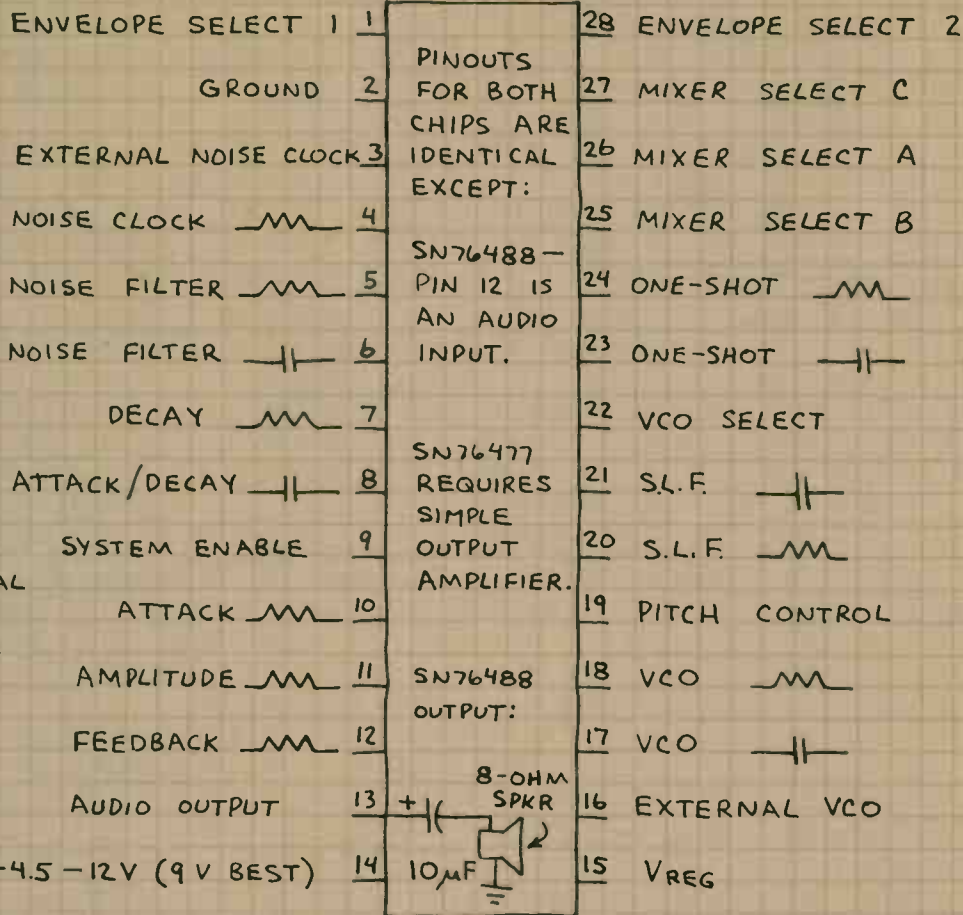 ENVELOPE SELECT 1 1
GROUND 2
EXTERNAL NOISE CLOCK 3
NOISE CLOCK 4
NOISE FILTER 5
NOISE FILTER 6
DECAY 7
ATTACK/DECAY 8
SYSTEM ENABLE 9
AL
ATTACK 10
AMPLITUDE 11
FEEDBACK 12
AUDIO OUTPUT 13
-4.5 - 12V (9 V BEST) 14
PINOUTS
FOR BOTH
CHIPS ARE
IDENTICAL
EXCEPT:
SN76488 -
PIN 12 IS
AN AUDIO
INPUT.
SN76477
REQUIRES
SIMPLE
OUTPUT
AMPLIFIER.
SN76488
OUTPUT:
8-OHM
SPKR
+
10µF
28 ENVELOPE SELECT 2
27 MIXER SELECT C
26 MIXER SELECT A
25 MIXER SELECT B
24 ONE-SHOT
23 ONE-SHOT
22 VCO SELECT
21 S.L.F.
20 S.L.F.
19 PITCH CONTROL
18 VCO
17 VCO
16 EXTERNAL VCO
15 VREG